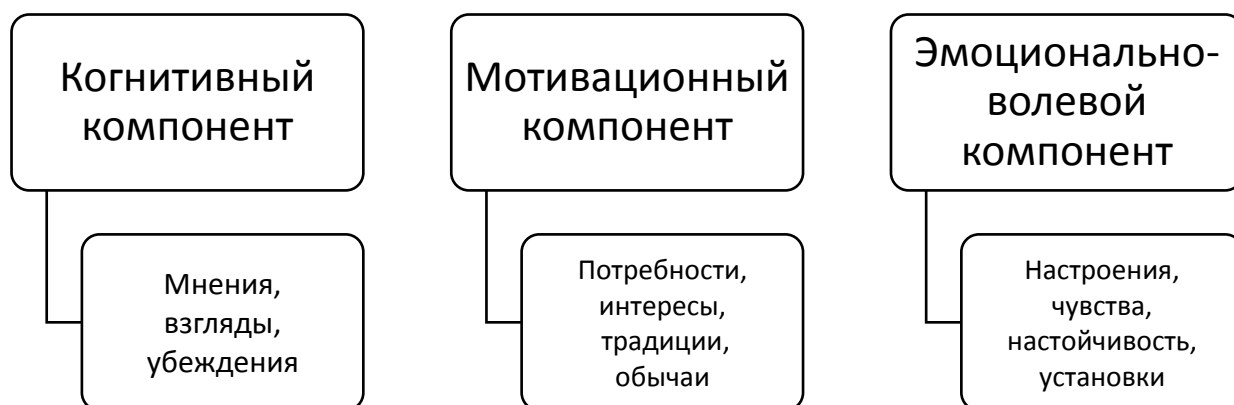 Когнитивный
компонент
Мнения,
взгляды,
убеждения
Мотивационный
компонент
Потребности,
интересы,
традиции,
обычаи
Эмоционально-
волевой
компонент
Настроения,
чувства,
настойчивость,
установки